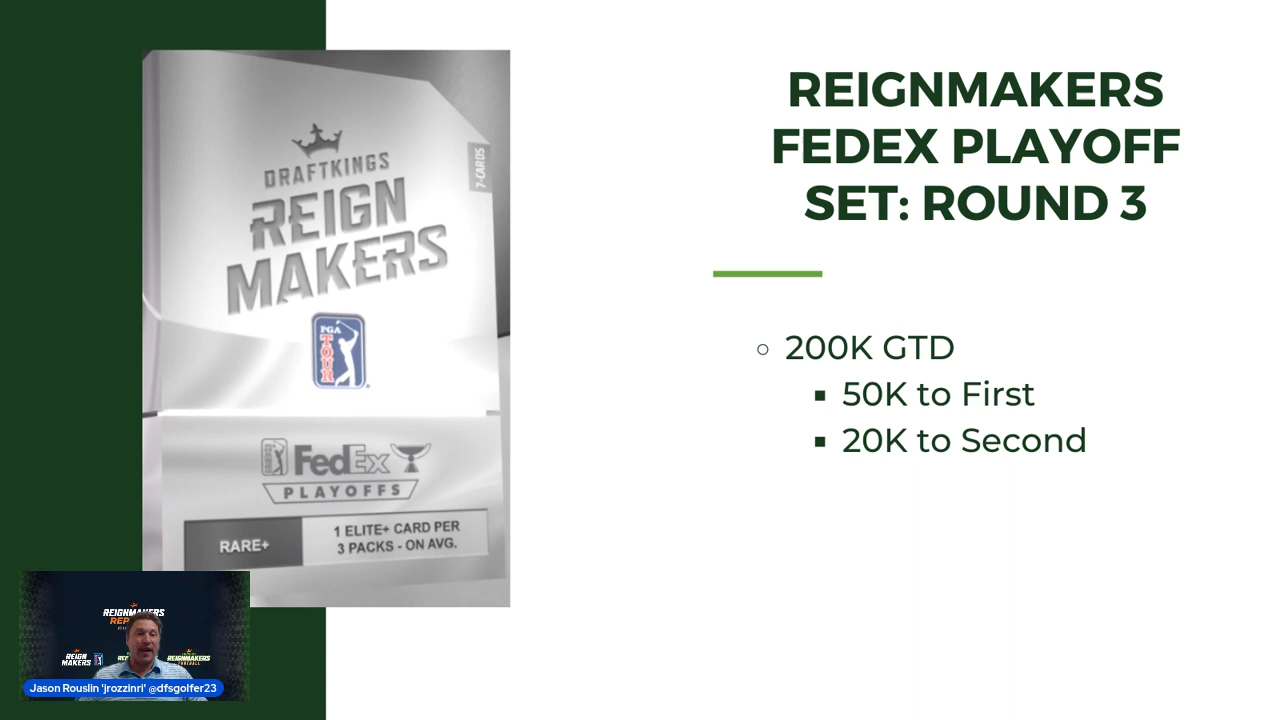 REIGNMAKERS
FEDEX PLAYOFF
SET: ROUND 3
200K GTD
50K to First
20K to Second
7-CARDS
DRAFTKINGS
REIGN
MAKERS
PGA
TOUR
FedEx
PLAYOFFS
RARE+
1 ELITE+ CARD PER
3 PACKS - ON AVG.
REIGNMAKERS
REIGN
MAKERS
REIGNMAKERS
Jason Rouslin 'jrozzinri' @dfsgolfer23